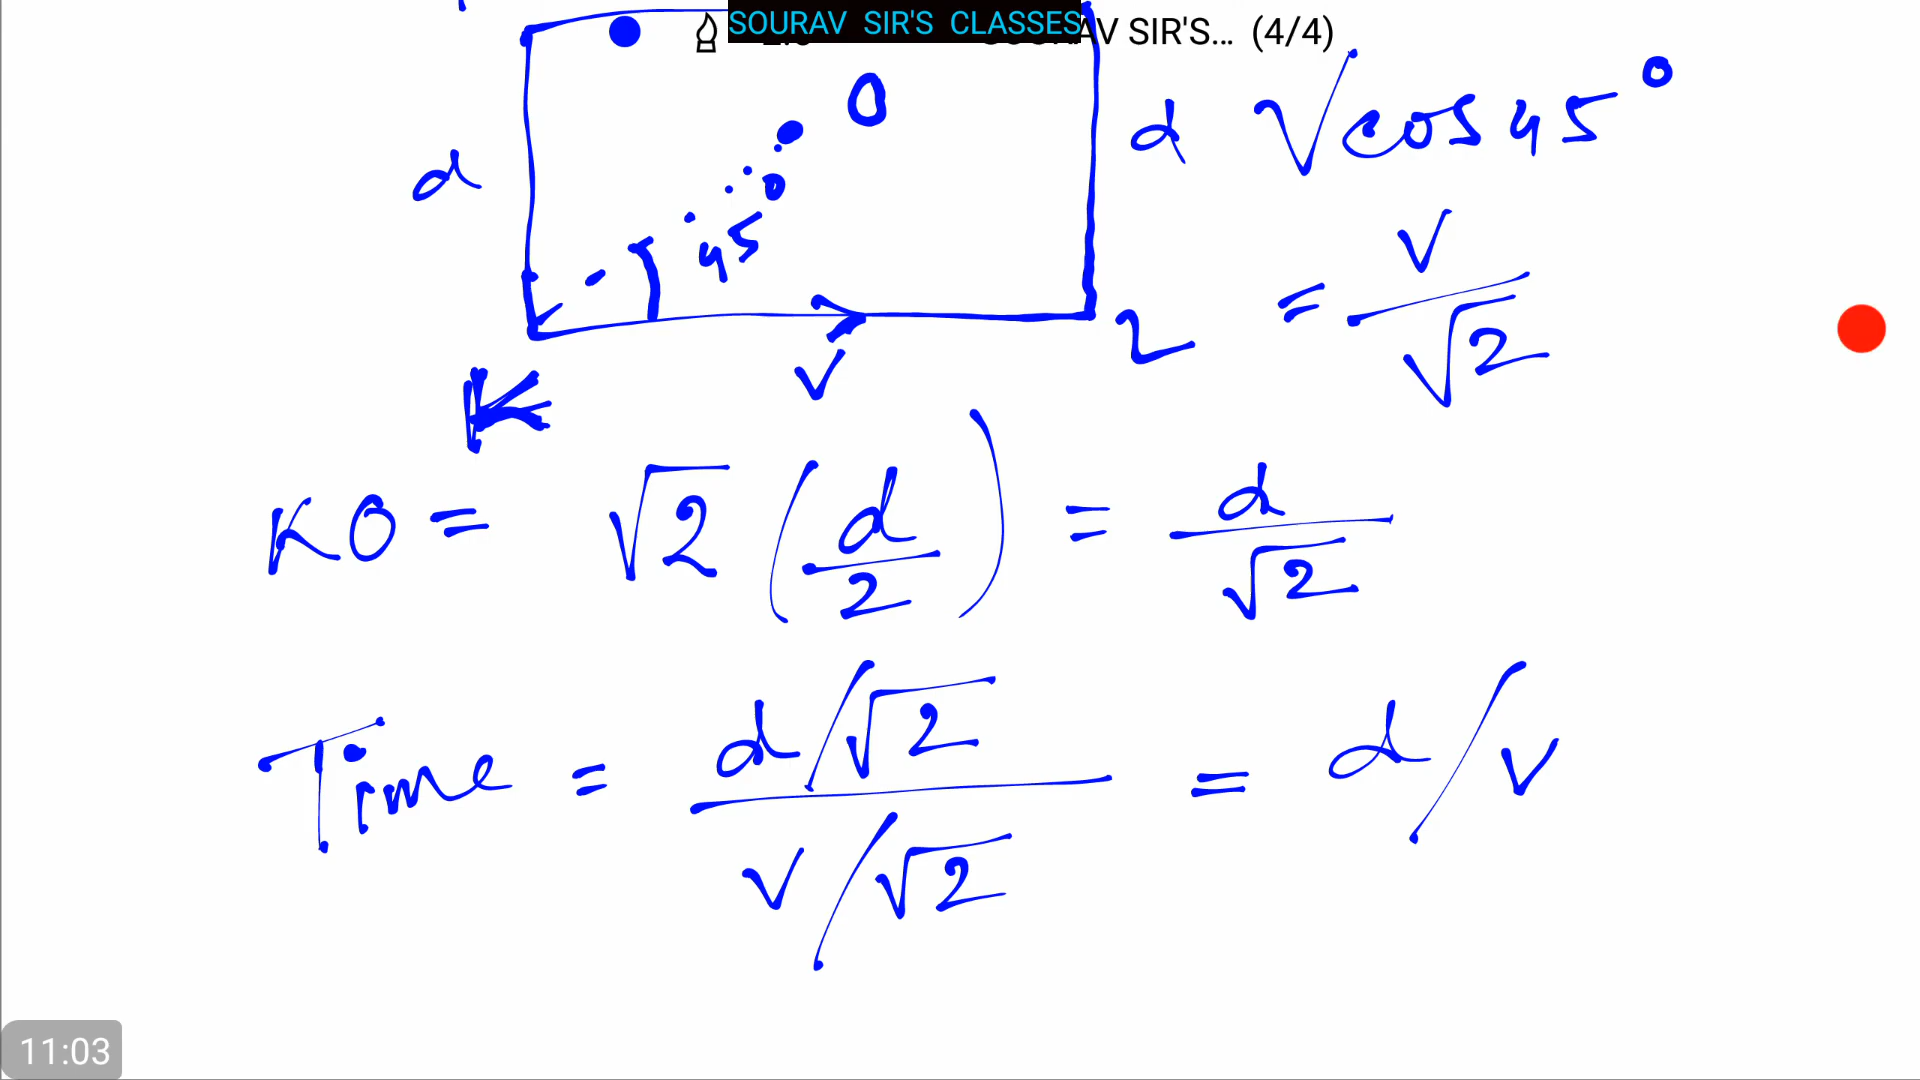 SOURAV SIR'S CLASSES
AV SIR'S... (4/4)
O
d
d
45°
V cos 45°
= V/√2
K
V
L
KO = √2 (d/2) = d/√2
Time = d/√2 / V/√2 = d/V
11:03